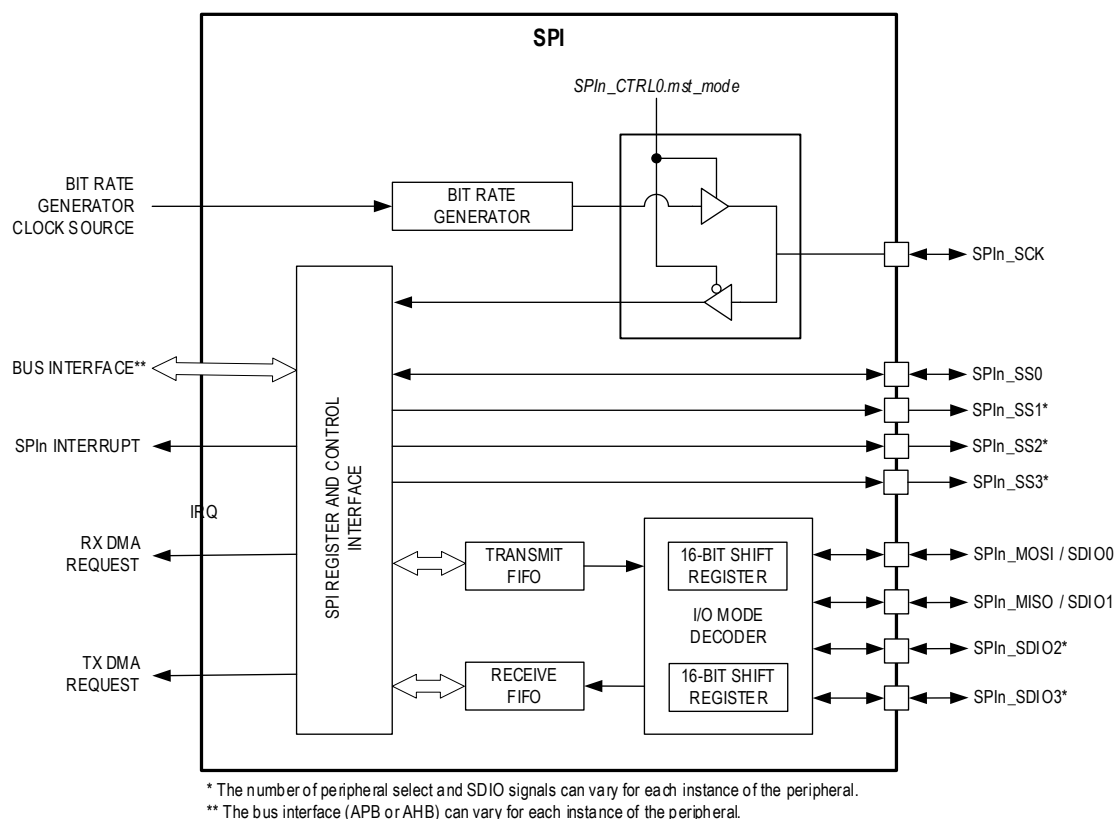 SPI
SPIn_CTRL0.mst_mode
BIT RATE
GENERATOR
CLOCK SOURCE
BIT RATE
GENERATOR
SPIn_SCK
BUS INTERFACE**
SPIn_SS0
SPIn_SS1*
SPIn INTERRUPT
SPIn_SS2*
SPIn_SS3*
SPI REGISTER AND CONTROL
INTERFACE
IRQ
RX DMA
REQUEST
TRANSMIT
FIFO
16-BIT SHIFT
REGISTER
SPIn_MOSI / SDIO0
I/O MODE
DECODER
SPIn_MISO / SDIO1
SPIn_SDIO2*
TX DMA
REQUEST
RECEIVE
FIFO
16-BIT SHIFT
REGISTER
SPIn_SDIO3*
* The number of peripheral select and SDIO signals can vary for each instance of the peripheral.
** The bus interface (APB or AHB) can vary for each instance of the peripheral.